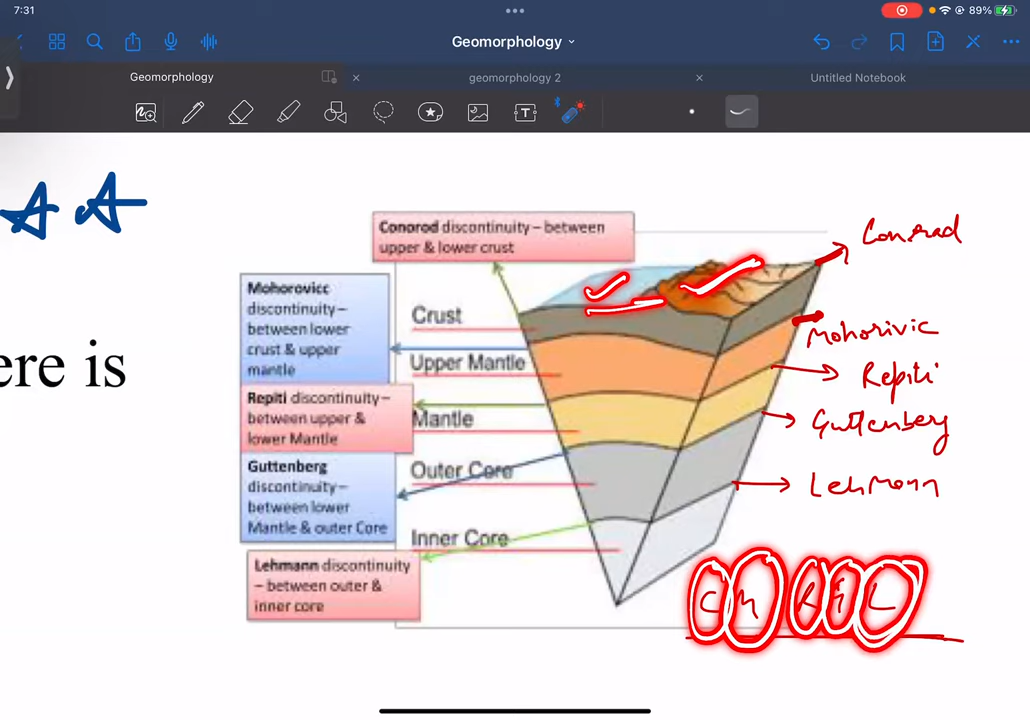 7:31
89%
Geomorphology
Geomorphology
geomorphology 2
Untitled Notebook
A A
Conorod discontinuity – between
upper & lower crust
Conrad
Mohorovicc
discontinuity –
between lower
crust & upper
mantle
Crust
Mohorivic
ere is
Upper Mantle
Repiti
Repiti discontinuity –
between upper &
lower Mantle
Mantle
Guttenberg
Guttenberg
discontinuity –
between lower
Mantle & outer Core
Outer Core
Lehmann
Inner Core
Lehmann discontinuity
– between outer &
inner core
C M R G L